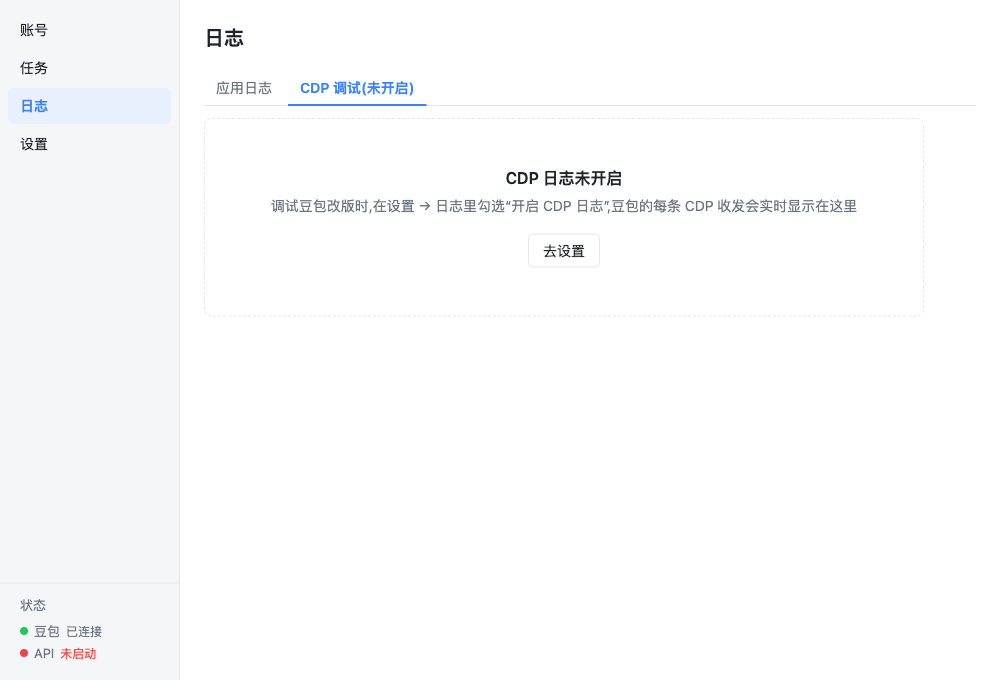 账号
任务
日志
设置
日志
应用日志 CDP 调试(未开启)
CDP 日志未开启
调试豆包改版时,在设置 → 日志里勾选“开启 CDP 日志”,豆包的每条 CDP 收发会实时显示在这里
去设置
状态
豆包 已连接
API 未启动